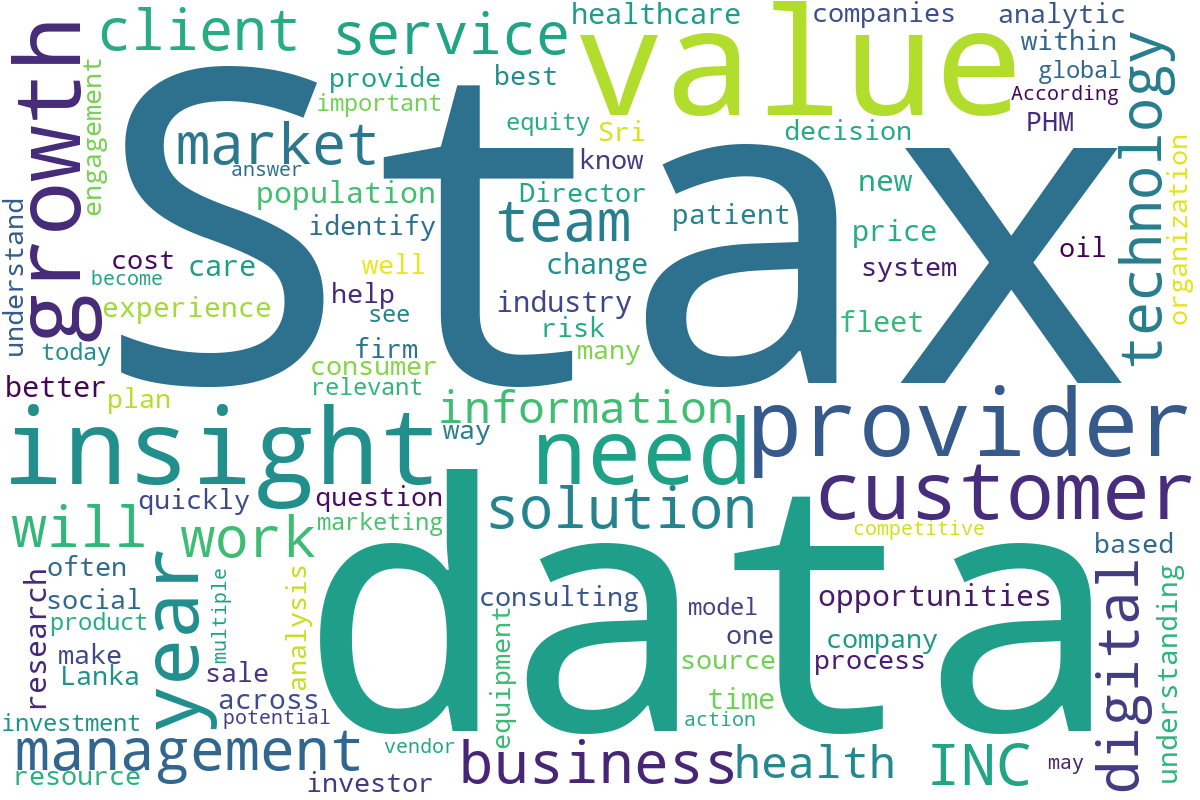 client
service
healthcare
companies
analytic
value
within
growth
provide
best
global
important
According
engagement
equity
Sri
decision
PHM
technology
Stax
market
answer
know
population
Director
new
patient
organization
team
identify
price
oil
understand
cost
care
well
change
system
become
experience
help
industry
see
risk
fleet
today
firm
many
consumer
relevant
better
plan
information
provider
insight
way
need
customer
quickly
question
solution
marketing
competitive
will
work
based
data
often
year
multiple
analysis
consulting
model
opportunities
digital
understanding
research
social
product
one
company
make
equipment
source
process
Lanka
sale
across
time
investment
potential
action
management
vendor
business
health
INC
may
resource
investor